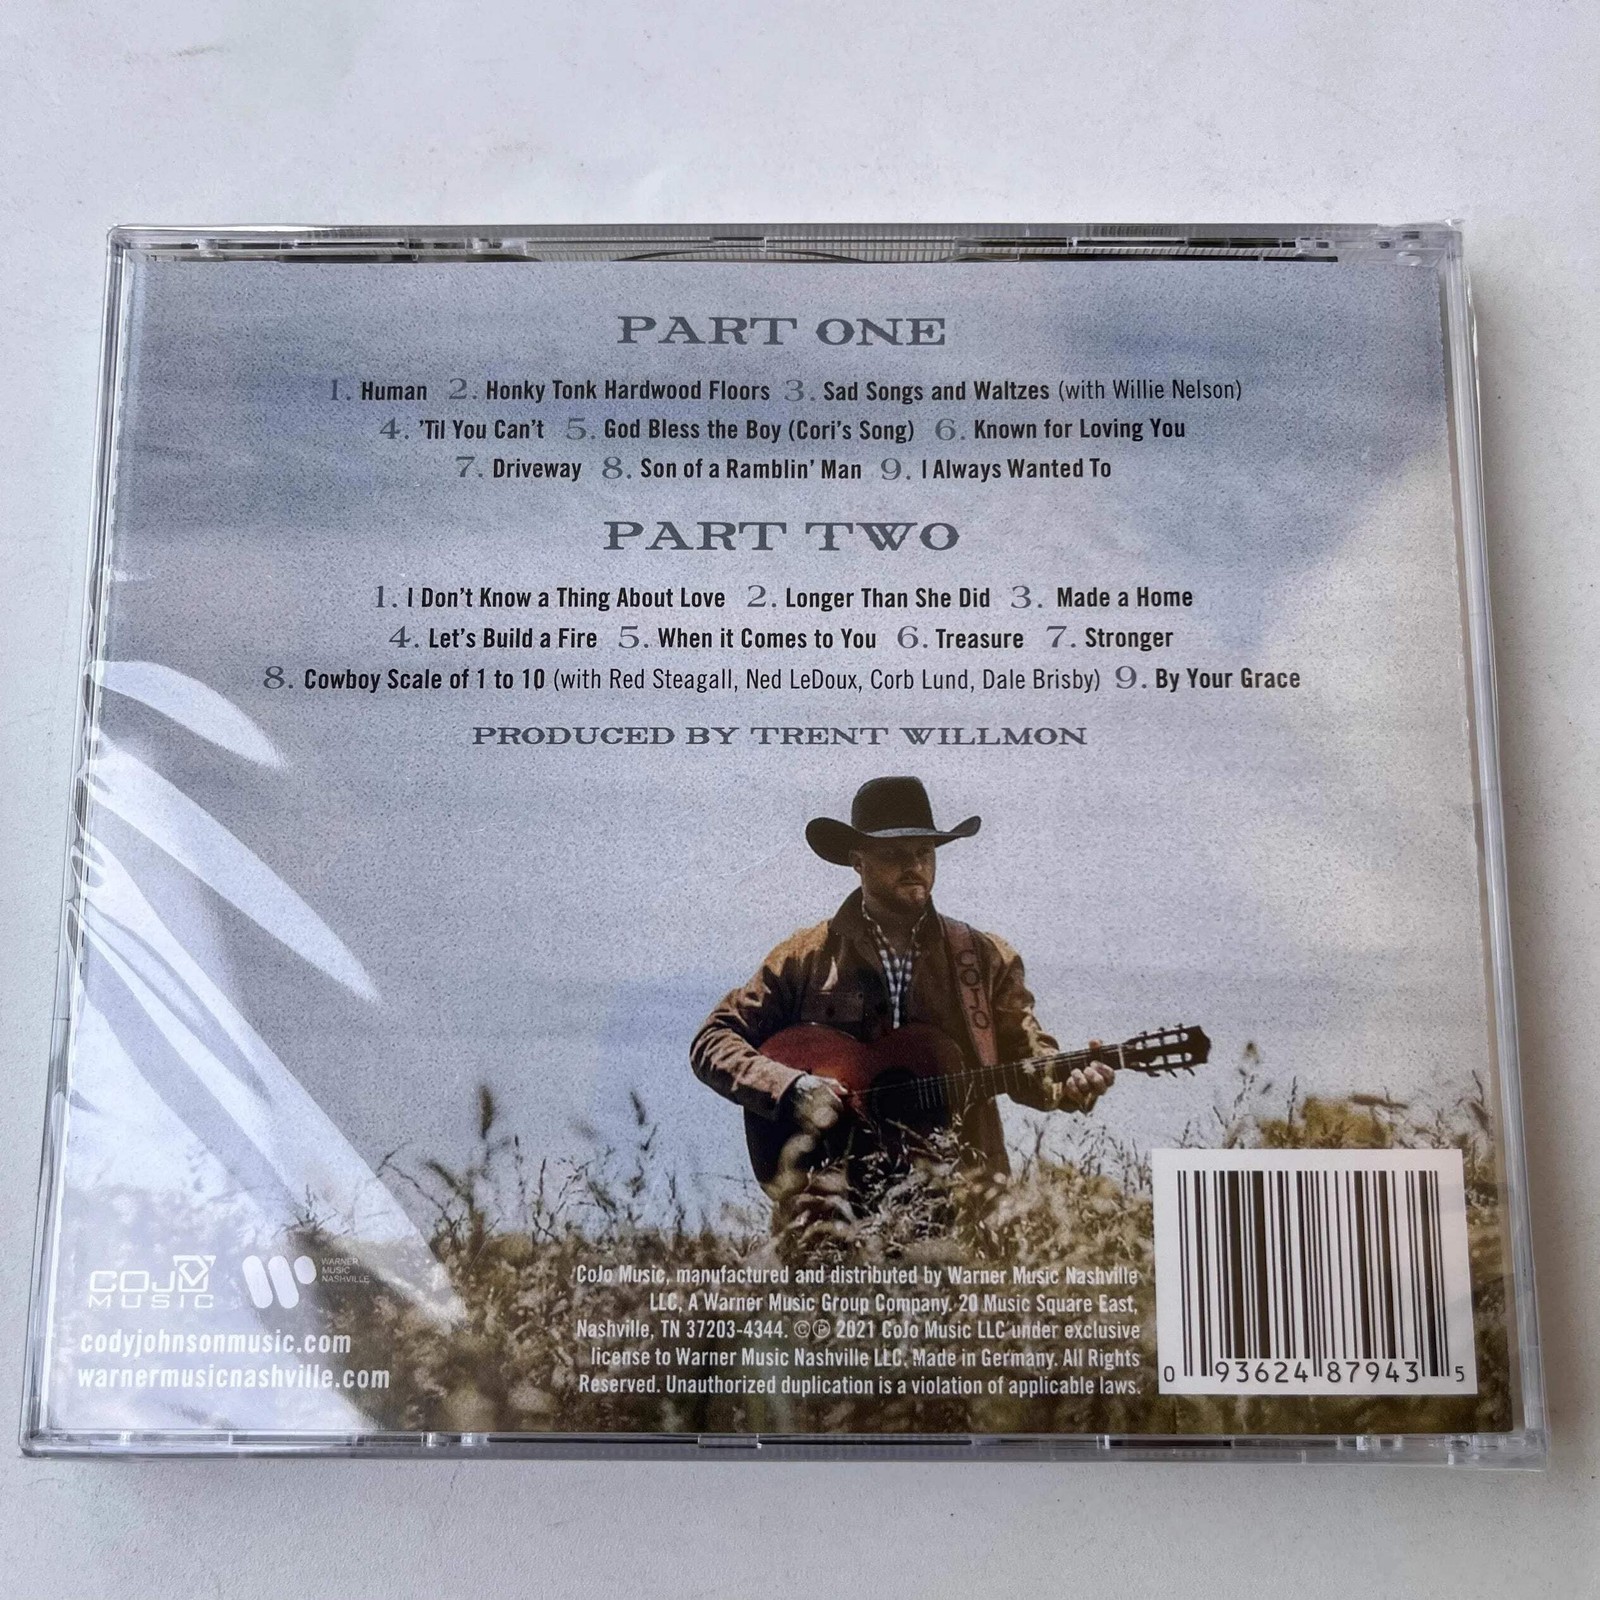 PART ONE
1. Human 2. Honky Tonk Hardwood Floors 3. Sad Songs and Waltzes (with Willie Nelson)
4. 'Til You Can't 5. God Bless the Boy (Cori's Song) 6. Known for Loving You
7. Driveway 8. Son of a Ramblin' Man 9. I Always Wanted To
PART TWO
1. I Don't Know a Thing About Love 2. Longer Than She Did 3. Made a Home
4. Let's Build a Fire 5. When it Comes to You 6. Treasure 7. Stronger
8. Cowboy Scale of 1 to 10 (with Red Steagall, Ned LeDoux, Corb Lund, Dale Brisby) 9. By Your Grace
PRODUCED BY TRENT WILLMON
COJO
COJO
MUSIC
WARNER
MUSIC
NASHVILLE
codyjohnsonmusic.com
warnermusicnashville.com
CoJo Music, manufactured and distributed by Warner Music Nashville
LLC, A Warner Music Group Company. 20 Music Square East,
Nashville, TN 37203-4344. ©℗ 2021 CoJo Music LLC under exclusive
license to Warner Music Nashville LLC. Made in Germany. All Rights
Reserved. Unauthorized duplication is a violation of applicable laws.
0 93624 87943 5